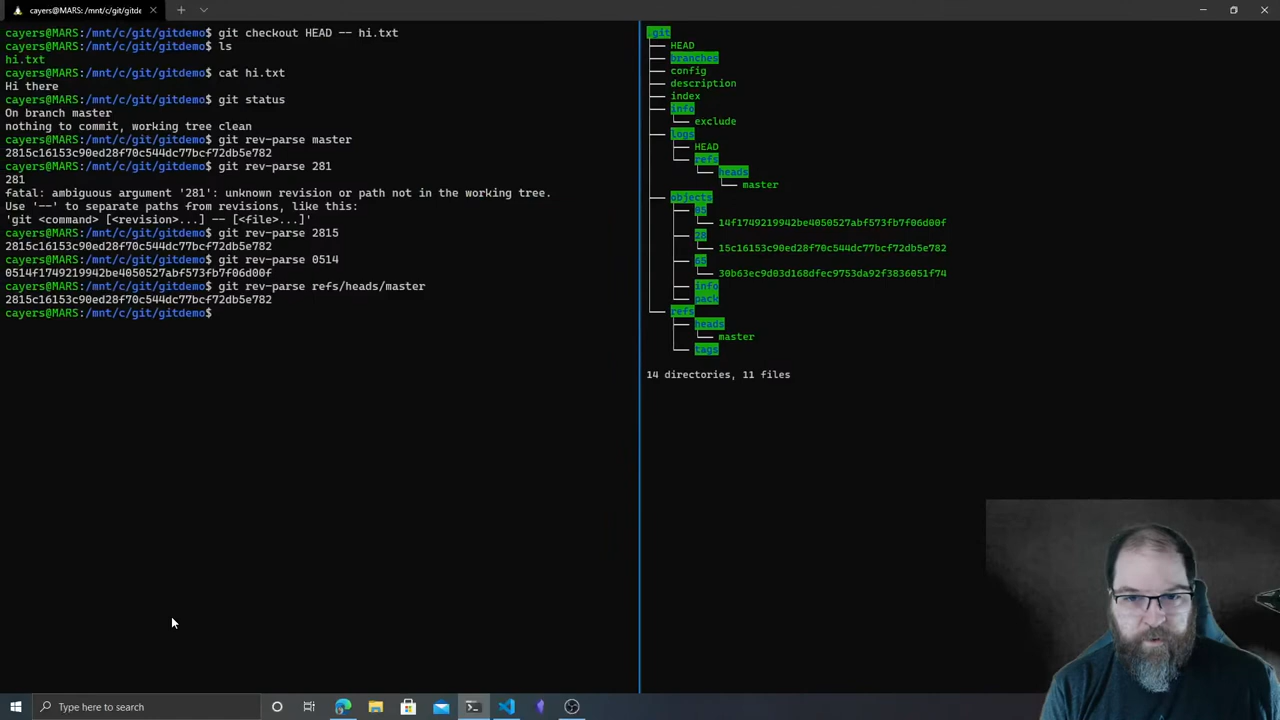 cayers@MARS: /mnt/c/git/gitde
cayers@MARS:/mnt/c/git/gitdemo$ git checkout HEAD -- hi.txt
cayers@MARS:/mnt/c/git/gitdemo$ ls
hi.txt
cayers@MARS:/mnt/c/git/gitdemo$ cat hi.txt
Hi there
cayers@MARS:/mnt/c/git/gitdemo$ git status
On branch master
nothing to commit, working tree clean
cayers@MARS:/mnt/c/git/gitdemo$ git rev-parse master
2815c16153c90ed28f70c544dc77bcf72db5e782
cayers@MARS:/mnt/c/git/gitdemo$ git rev-parse 281
281
fatal: ambiguous argument '281': unknown revision or path not in the working tree.
Use '--' to separate paths from revisions, like this:
'git <command> [<revision>...] -- [<file>...]'
cayers@MARS:/mnt/c/git/gitdemo$ git rev-parse 2815
2815c16153c90ed28f70c544dc77bcf72db5e782
cayers@MARS:/mnt/c/git/gitdemo$ git rev-parse 0514
0514f1749219942be4050527abf573fb7f06d00f
cayers@MARS:/mnt/c/git/gitdemo$ git rev-parse refs/heads/master
2815c16153c90ed28f70c544dc77bcf72db5e782
cayers@MARS:/mnt/c/git/gitdemo$
.git
HEAD
branches
config
description
index
info
exclude
logs
HEAD
refs
heads
master
objects
05
14f1749219942be4050527abf573fb7f06d00f
28
15c16153c90ed28f70c544dc77bcf72db5e782
65
30b63ec9d03d168dfec9753da92f3836051f74
info
pack
refs
heads
master
tags
14 directories, 11 files
Type here to search